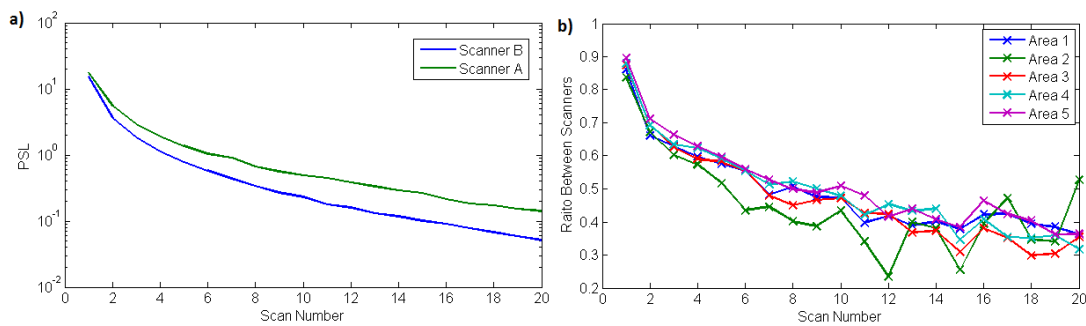 a)
PSL
10^2
10^1
10^0
10^-1
10^-2
0 2 4 6 8 10 12 14 16 18 20
Scan Number
Scanner B
Scanner A
b)
Raito Between Scanners
1
0.9
0.8
0.7
0.6
0.5
0.4
0.3
0.2
0 2 4 6 8 10 12 14 16 18 20
Scan Number
Area 1
Area 2
Area 3
Area 4
Area 5